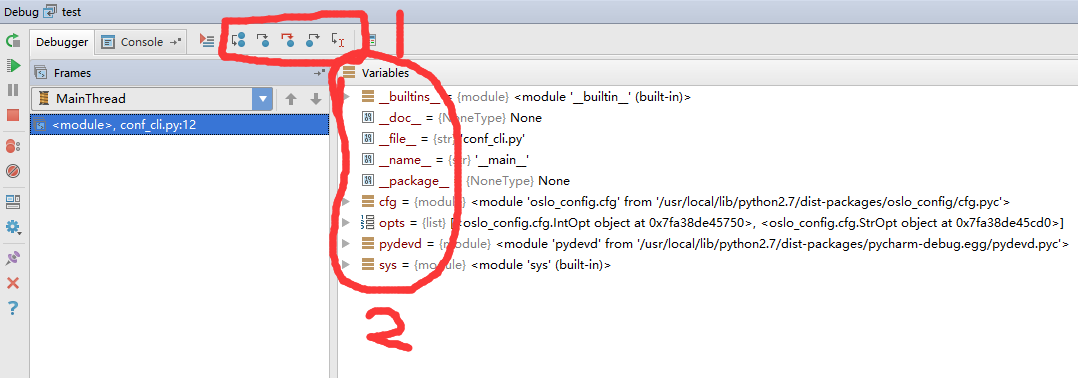 Debug test
Debugger Console
1
Frames
Variables
MainThread
<module>, conf_cli.py:12
__builtins__ = {module} <module '__builtin__' (built-in)>
__doc__ = {NoneType} None
__file__ = {str} 'conf_cli.py'
__name__ = {str} '__main__'
__package__ = {NoneType} None
cfg = {module} <module 'oslo_config.cfg' from '/usr/local/lib/python2.7/dist-packages/oslo_config/cfg.pyc'>
opts = {list} [<oslo_config.cfg.IntOpt object at 0x7fa38de45750>, <oslo_config.cfg.StrOpt object at 0x7fa38de45cd0>]
pydevd = {module} <module 'pydevd' from '/usr/local/lib/python2.7/dist-packages/pycharm-debug.egg/pydevd.pyc'>
sys = {module} <module 'sys' (built-in)>
2